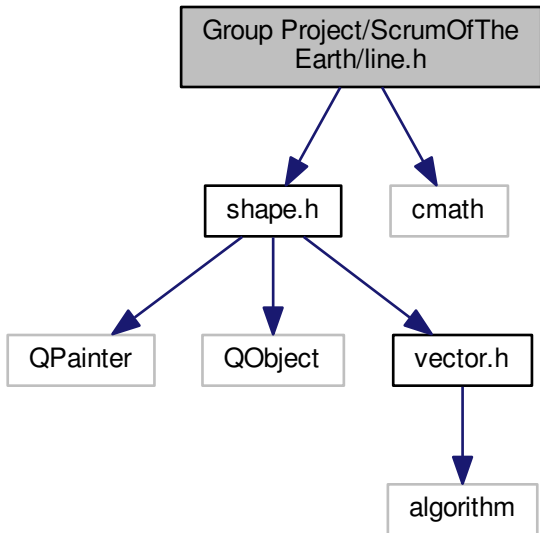 Group Project/ScrumOfThe
Earth/line.h
shape.h
cmath
QPainter
QObject
vector.h
algorithm